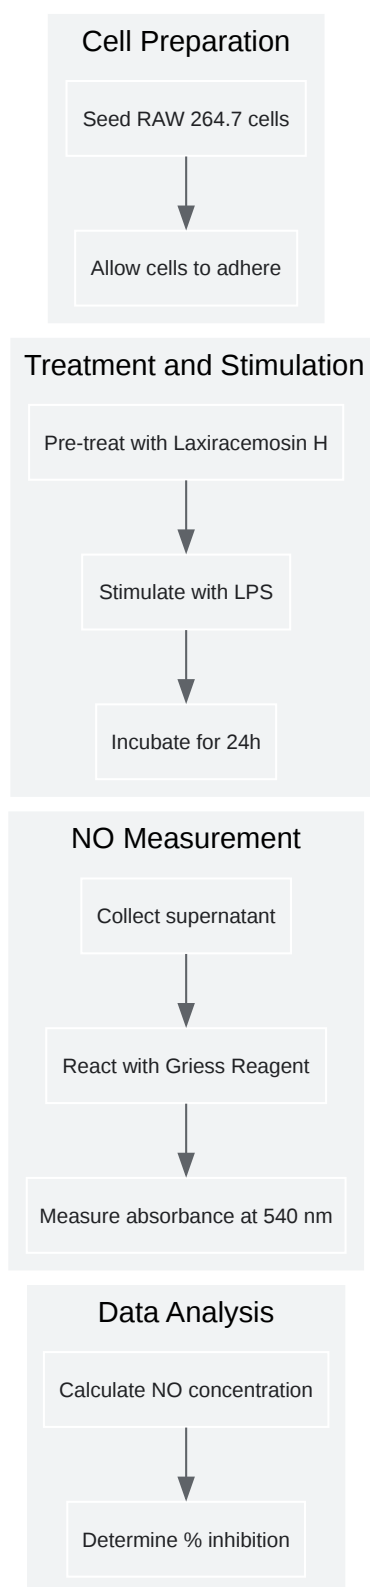 Cell Preparation
Seed RAW 264.7 cells
Allow cells to adhere
Treatment and Stimulation
Pre-treat with Laxiracemosin H
Stimulate with LPS
Incubate for 24h
NO Measurement
Collect supernatant
React with Griess Reagent
Measure absorbance at 540 nm
Data Analysis
Calculate NO concentration
Determine % inhibition